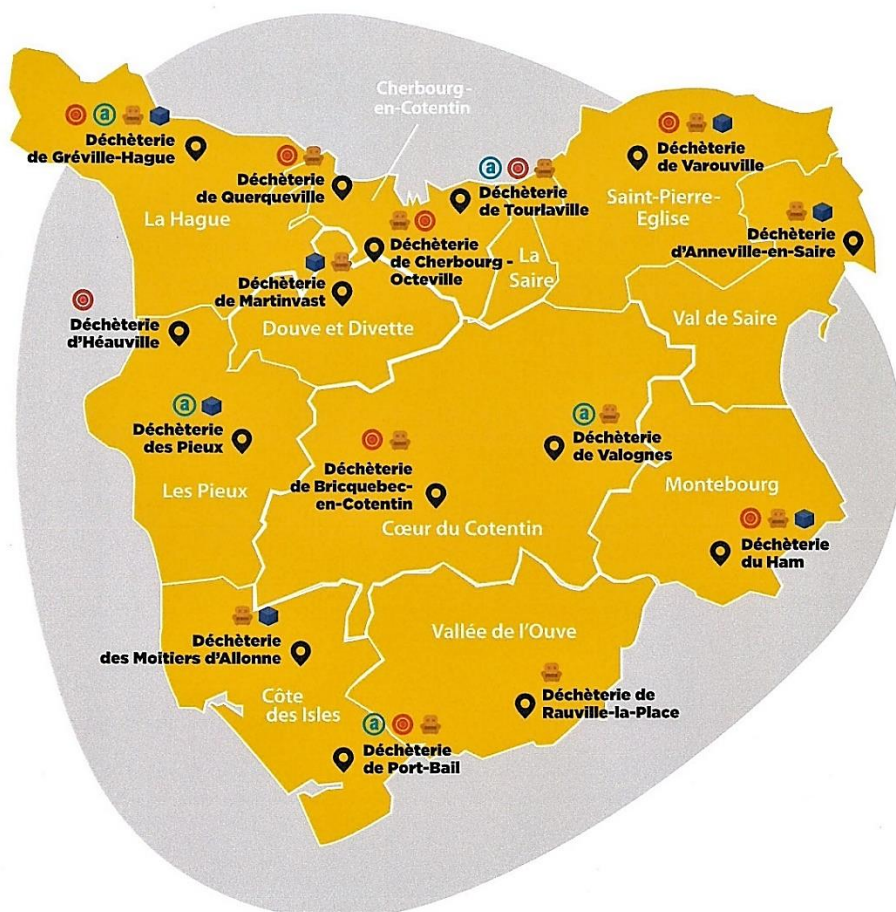 Cherbourg-
en-Cotentin
a
Déchèterie
de Gréville-Hague
Déchèterie
de Querqueville
a
Déchèterie
de Tourlaville
Déchèterie
de Varouville
Saint-Pierre-
Eglise
La Hague
Déchèterie
d'Anneville-en-Saire
Déchèterie
de Cherbourg -
Octeville
La
Saire
Déchèterie
de Martinvast
Déchèterie
d'Héauville
Douve et Divette
Val de Saire
a
Déchèterie
des Pieux
a
Déchèterie
de Valognes
Déchèterie
de Bricquebec-
en-Cotentin
Les Pieux
Montebourg
Cœur du Cotentin
Déchèterie
du Ham
Déchèterie
des Moitiers d'Allonne
Vallée de l'Ouve
Côte
des Isles
Déchèterie de
Rauville-la-Place
a
Déchèterie
de Port-Bail